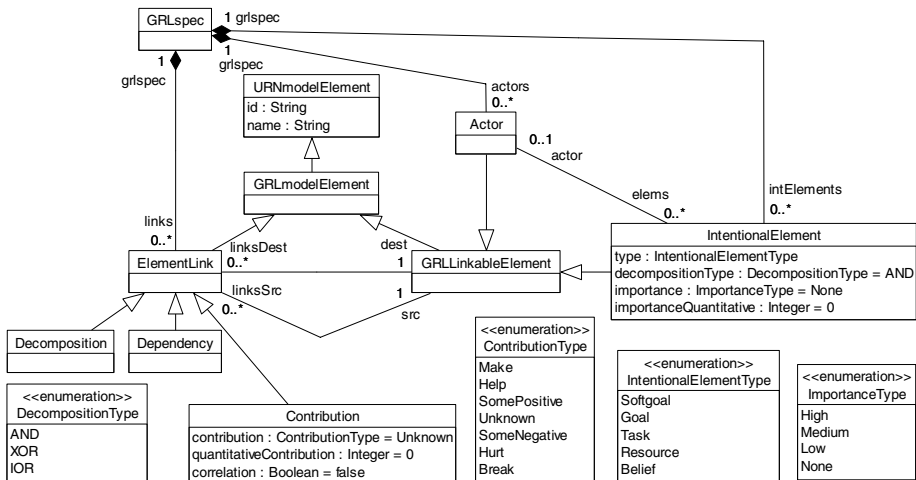 GRLspec
1 grlspec
1
grlspec
1
grlspec
URNmodelElement
id : String
name : String
actors
0..*
Actor
0..1
actor
GRLmodelElement
elems
0..*
intElements
0..*
links
0..*
linksDest
0..*
dest
1
ElementLink
GRLLinkableElement
linksSrc
0..*
1
src
IntentionalElement
type : IntentionalElementType
decompositionType : DecompositionType = AND
importance : ImportanceType = None
importanceQuantitative : Integer = 0
Decomposition
Dependency
<<enumeration>>
DecompositionType
AND
XOR
IOR
Contribution
contribution : ContributionType = Unknown
quantitativeContribution : Integer = 0
correlation : Boolean = false
<<enumeration>>
ContributionType
Make
Help
SomePositive
Unknown
SomeNegative
Hurt
Break
<<enumeration>>
IntentionalElementType
Softgoal
Goal
Task
Resource
Belief
<<enumeration>>
ImportanceType
High
Medium
Low
None